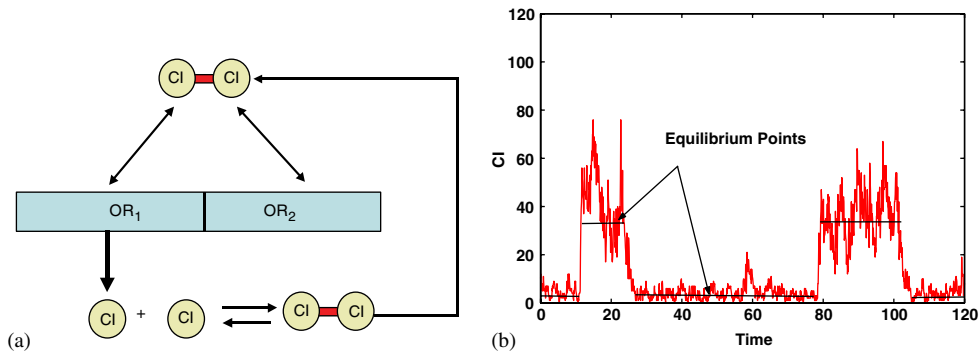 CI CI
OR1 OR2
CI + CI CI CI
(a)
120
100
80
60
40
20
0
CI
Equilibrium Points
0 20 40 60 80 100 120
Time
(b)